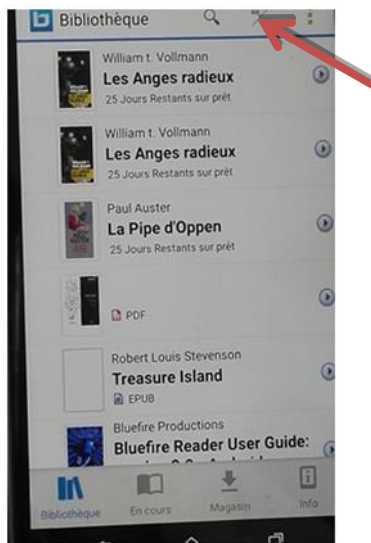 Bibliothèque
William t. Vollmann
Les Anges radieux
25 Jours Restants sur prêt
William t. Vollmann
Les Anges radieux
25 Jours Restants sur prêt
Paul Auster
La Pipe d'Oppen
25 Jours Restants sur prêt
PDF
Robert Louis Stevenson
Treasure Island
EPUB
Bluefire Productions
Bluefire Reader User Guide:
Bibliothèque
En cours
Magasin
Info